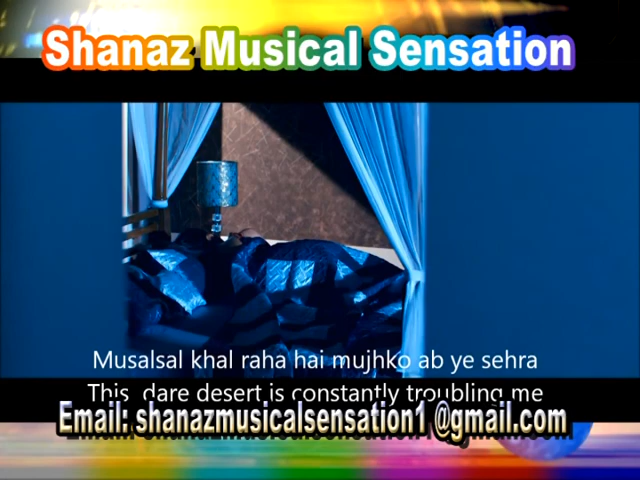 Shanaz Musical Sensation
Musalsal khal raha hai mujhko ab ye sehra
This dare desert is constantly troubling me
Email: shanazmusicalsensation1 @gmail.com